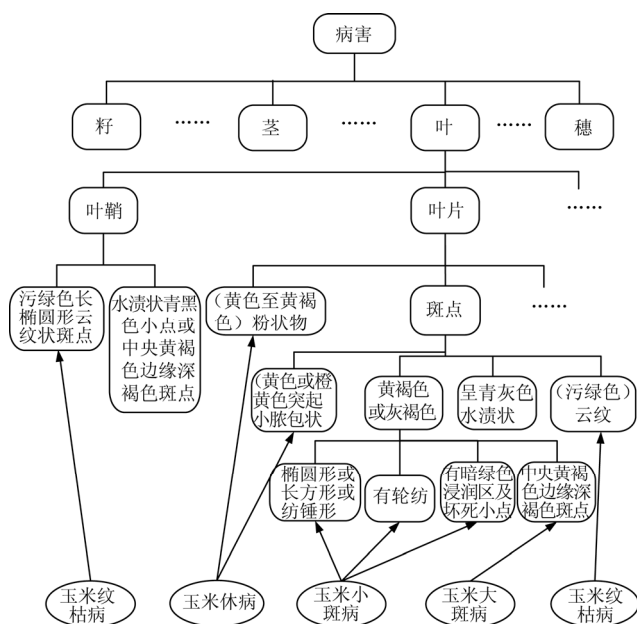 病害
籽
……
茎
……
叶
……
穗
叶鞘
叶片
……
污绿色长
椭圆形云
纹状斑点
水渍状青黑
色小点或
中央黄褐
色边缘深
褐色斑点
(黄色至黄褐
色)粉状物
斑点
……
(黄色或橙
黄色突起
小脓包状
黄褐色
或灰褐色
呈青灰色
水渍状
(污绿色)
云纹
椭圆形或
长方形或
纺锤形
有轮纺
有暗绿色
浸润区及
坏死小点
中央黄褐
色边缘深
褐色斑点
玉米纹
枯病
玉米休病
玉米小
斑病
玉米大
斑病
玉米纹
枯病